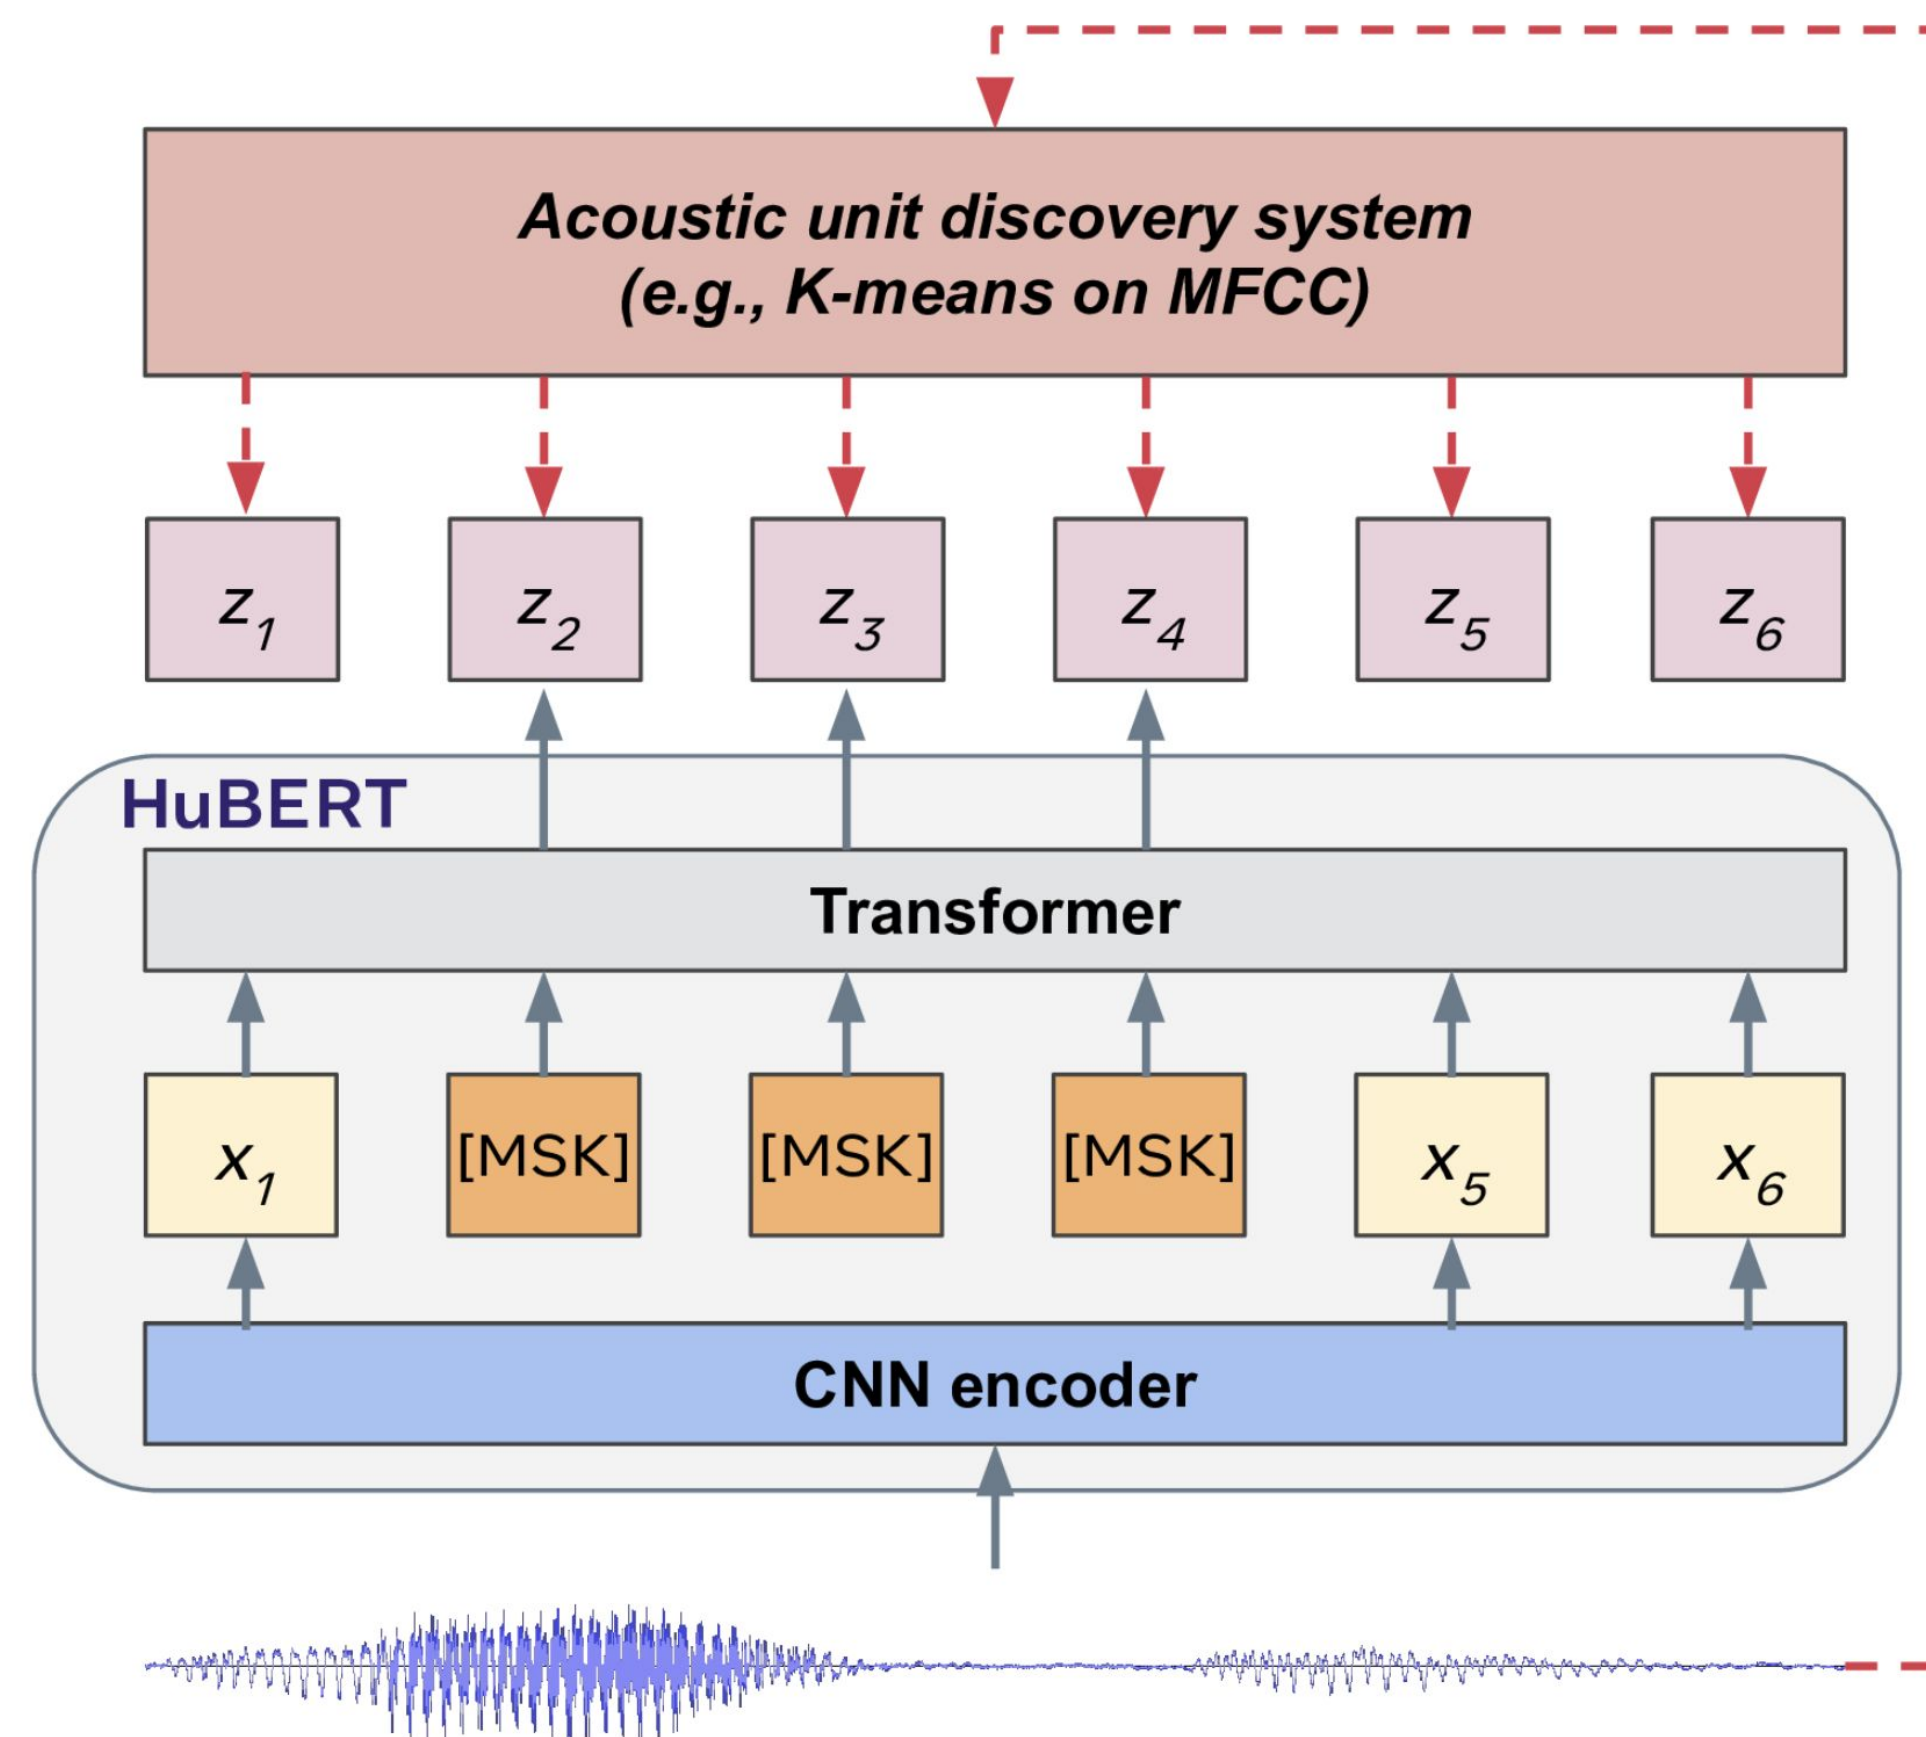 Acoustic unit discovery system
(e.g., K-means on MFCC)
z1 z2 z3 z4 z5 z6
HuBERT
Transformer
x1 [MSK] [MSK] [MSK] x5 x6
CNN encoder